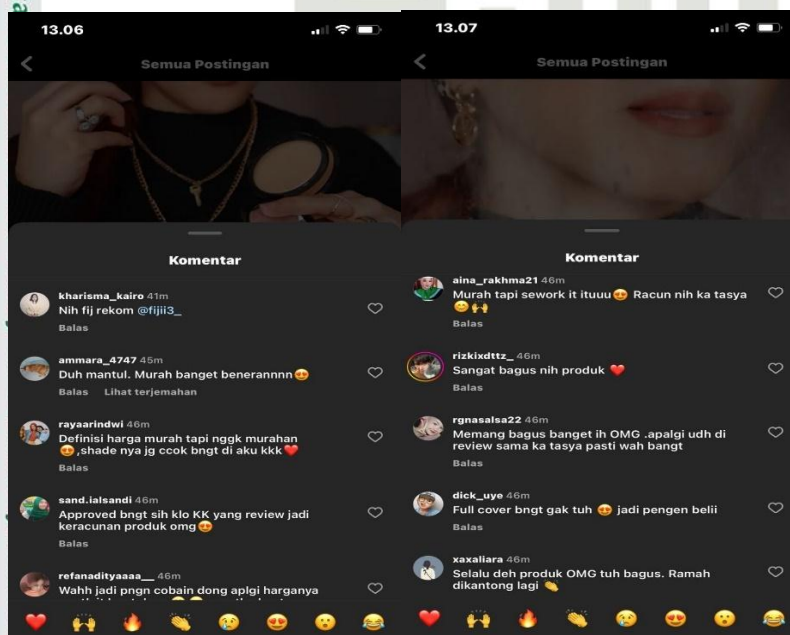 13.06
Semua Postingan
Komentar
kharisma_kairo 41m
Nih fij rekom @fijii3_
Balas
ammara_4747 45m
Duh mantul. Murah banget benerannnn😍
Balas Lihat terjemahan
rayaarindwi 46m
Definisi harga murah tapi nggk murahan
😍,shade nya jg ccok bngt di aku kkk❤️
Balas
sand.ialsandi 46m
Approved bngt sih klo KK yang review jadi
keracunan produk omg😍
Balas
refanadityaaaa__ 46m
Wahh jadi pngn cobain dong aplgi harganya
13.07
Semua Postingan
Komentar
aina_rakhma21 46m
Murah tapi sework it ituuu😍 Racun nih ka tasya
😊🙌
Balas
rizkixdttz_ 46m
Sangat bagus nih produk ❤️
Balas
rgnasalsa22 46m
Memang bagus banget ih OMG .apalgi udh di
review sama ka tasya pasti wah bangt
Balas
dick_uye 46m
Full cover bngt gak tuh 😍 jadi pengen belii
Balas
xaxaliara 46m
Selalu deh produk OMG tuh bagus. Ramah
dikantong lagi 👏